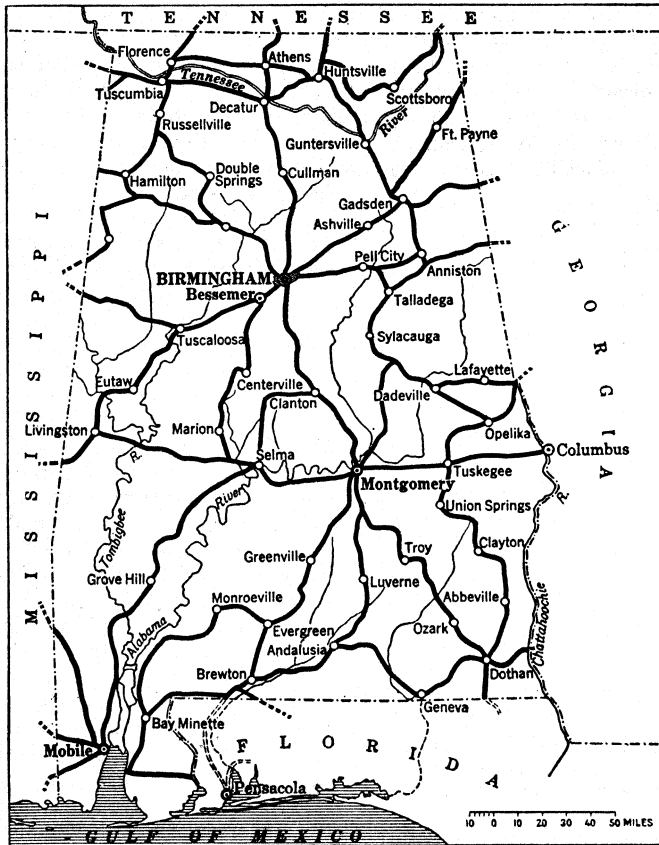 TENNESSEE
Florence
Athens
Huntsville
Tennessee
Tuscumbia
Decatur
Scottsboro
Russellville
River
Guntersville
Ft. Payne
Double
Springs
Cullman
Hamilton
Gadsden
Ashville
MISSISSIPPI
GEORGIA
Pell City
BIRMINGHAM
Anniston
Bessemer
Talladega
Tuscaloosa
Sylacauga
Lafayette
Eutaw
Centerville
Dadeville
Clanton
Livingston
Marion
Opelika
Columbus
R.
Selma
Tuskegee
Montgomery
River
R.
Union Springs
Tombigbee
Greenville
Troy
Clayton
Grove Hill
Luverne
Abbeville
Monroeville
Alabama
Evergreen
Ozark
Chattahoochie
Andalusia
Brewton
Dothan
Geneva
Bay Minette
Mobile
FLORIDA
Pensacola
10 0 10 20 30 40 50 MILES
GULF OF MEXICO